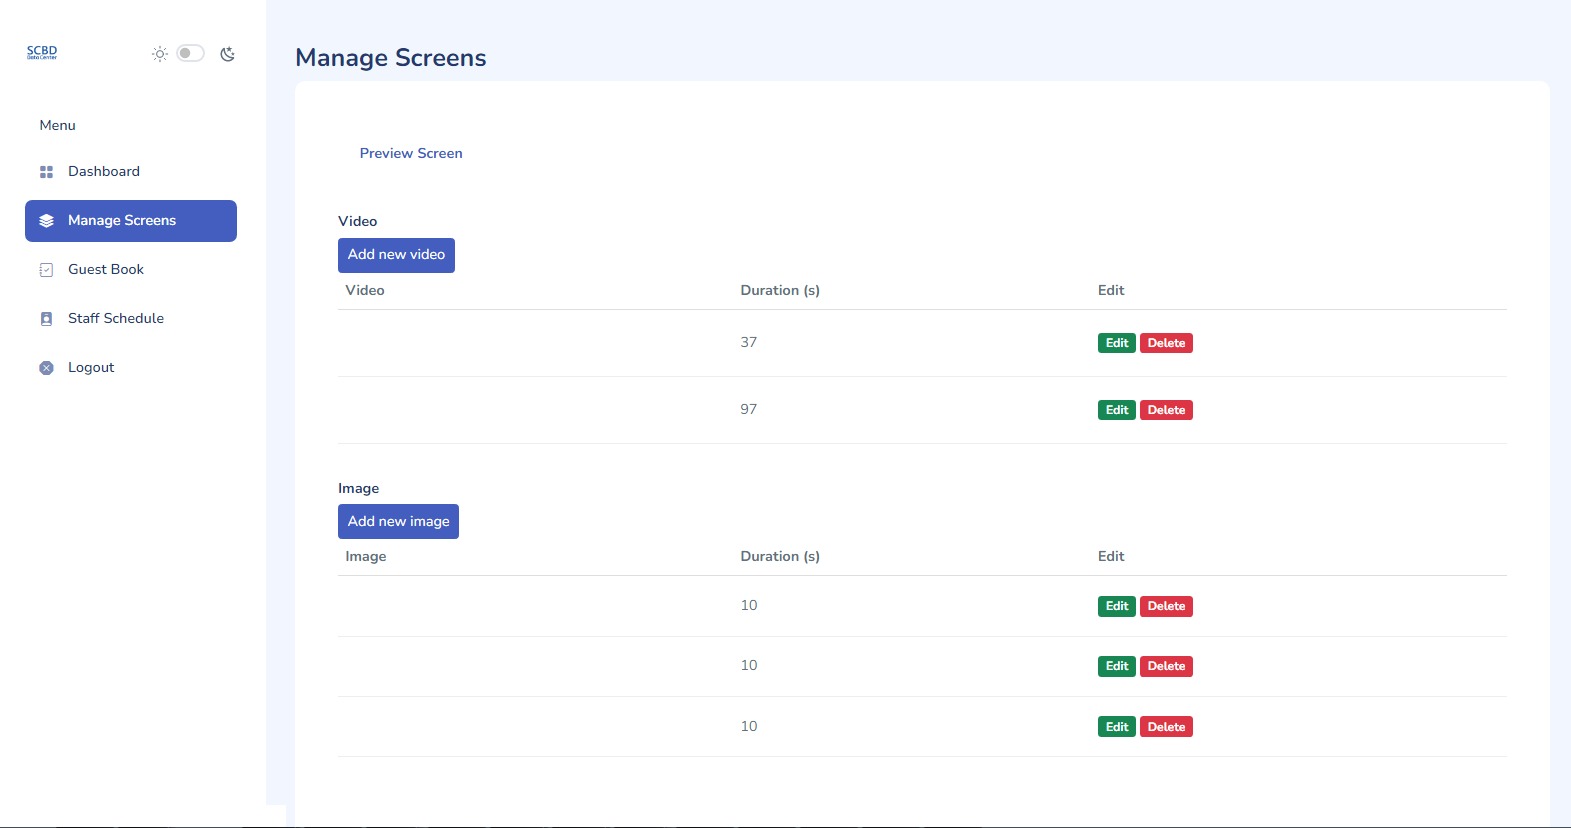 SCBD
Data Center
Menu
Dashboard
Manage Screens
Guest Book
Staff Schedule
Logout
Manage Screens
Preview Screen
Video
Add new video
Video Duration (s) Edit
37 Edit Delete
97 Edit Delete
Image
Add new image
Image Duration (s) Edit
10 Edit Delete
10 Edit Delete
10 Edit Delete